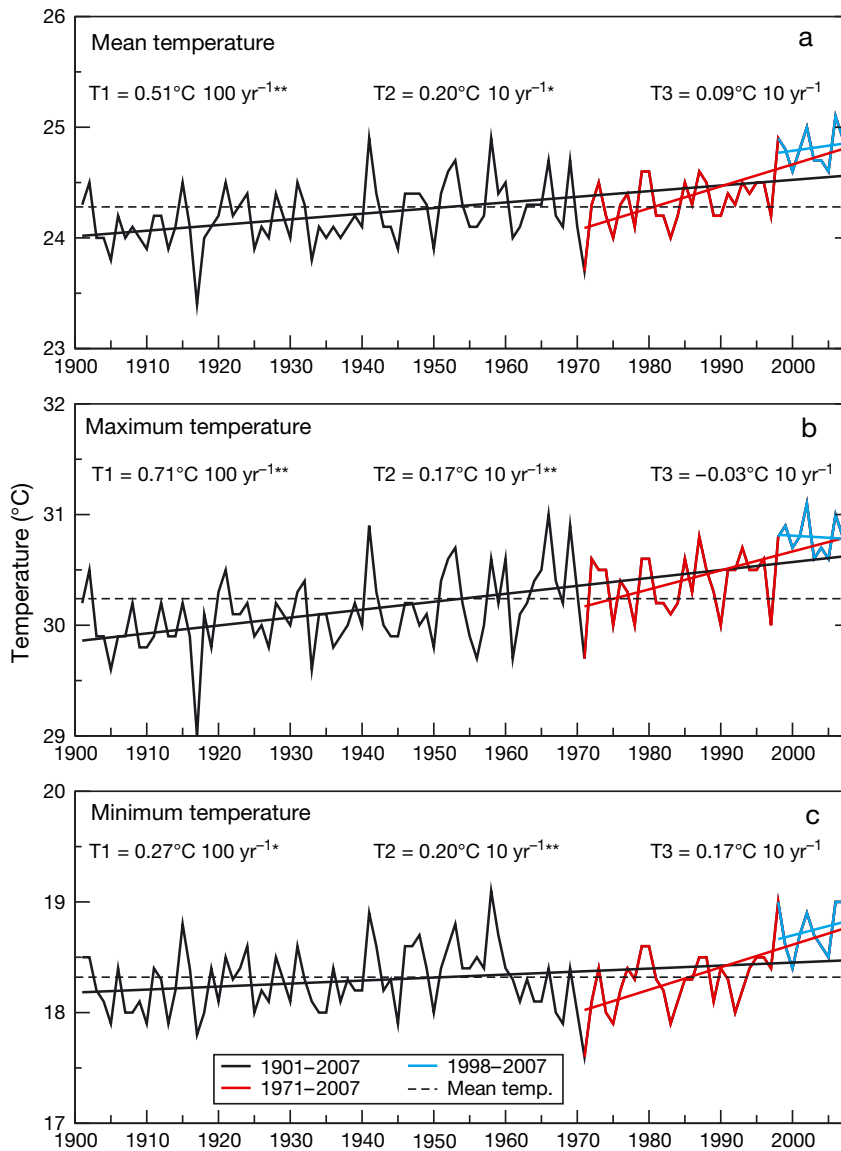 26
Mean temperature a
T1 = 0.51°C 100 yr⁻¹** T2 = 0.20°C 10 yr⁻¹* T3 = 0.09°C 10 yr⁻¹
25
24
23
1900 1910 1920 1930 1940 1950 1960 1970 1980 1990 2000
32
Maximum temperature b
T1 = 0.71°C 100 yr⁻¹** T2 = 0.17°C 10 yr⁻¹** T3 = −0.03°C 10 yr⁻¹
31
Temperature (°C)
30
29
1900 1910 1920 1930 1940 1950 1960 1970 1980 1990 2000
20
Minimum temperature c
T1 = 0.27°C 100 yr⁻¹* T2 = 0.20°C 10 yr⁻¹** T3 = 0.17°C 10 yr⁻¹
19
18
1901–2007 1998–2007
1971–2007 Mean temp.
17
1900 1910 1920 1930 1940 1950 1960 1970 1980 1990 2000